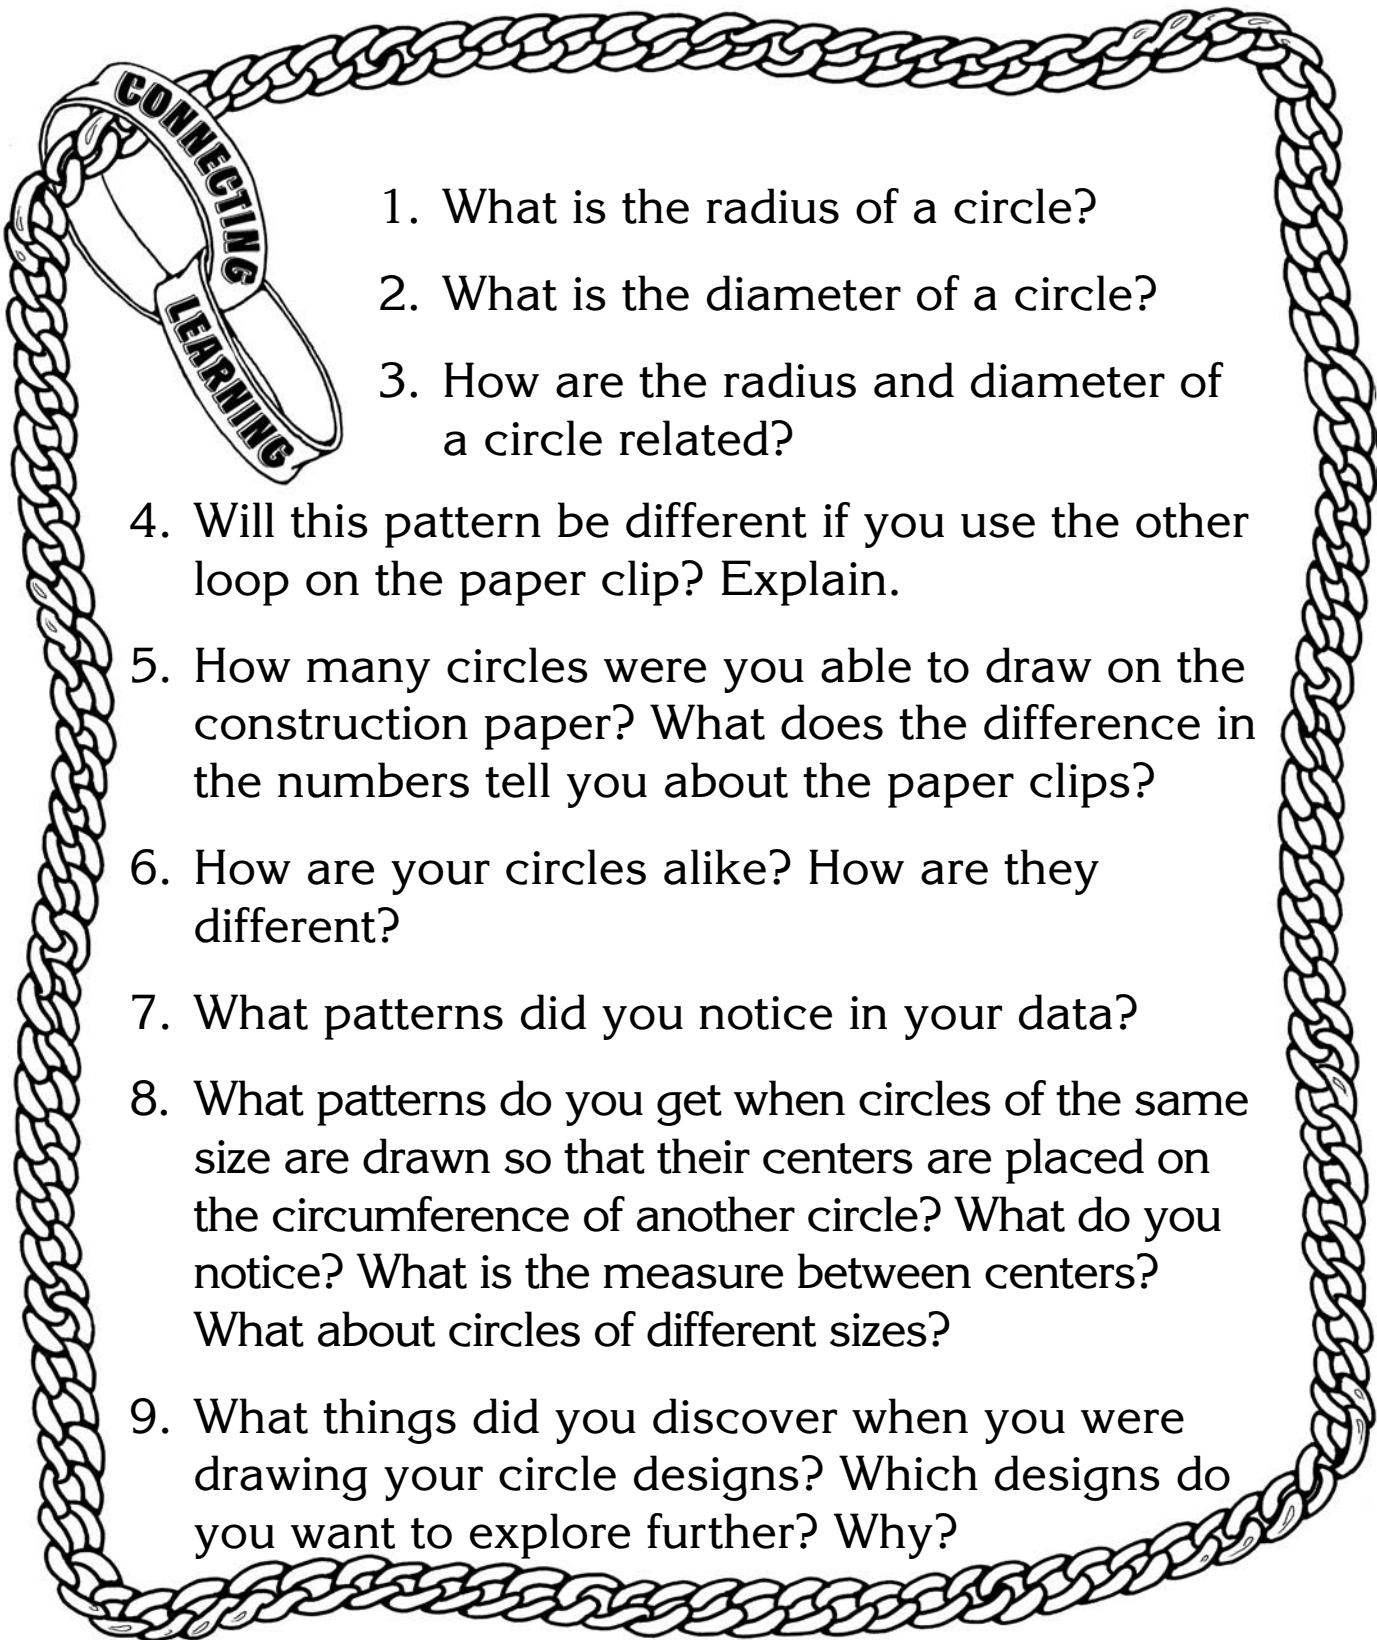 CONNECTING
LEARNING
1. What is the radius of a circle?
2. What is the diameter of a circle?
3. How are the radius and diameter of
a circle related?
4. Will this pattern be different if you use the other
loop on the paper clip? Explain.
5. How many circles were you able to draw on the
construction paper? What does the difference in
the numbers tell you about the paper clips?
6. How are your circles alike? How are they
different?
7. What patterns did you notice in your data?
8. What patterns do you get when circles of the same
size are drawn so that their centers are placed on
the circumference of another circle? What do you
notice? What is the measure between centers?
What about circles of different sizes?
9. What things did you discover when you were
drawing your circle designs? Which designs do
you want to explore further? Why?